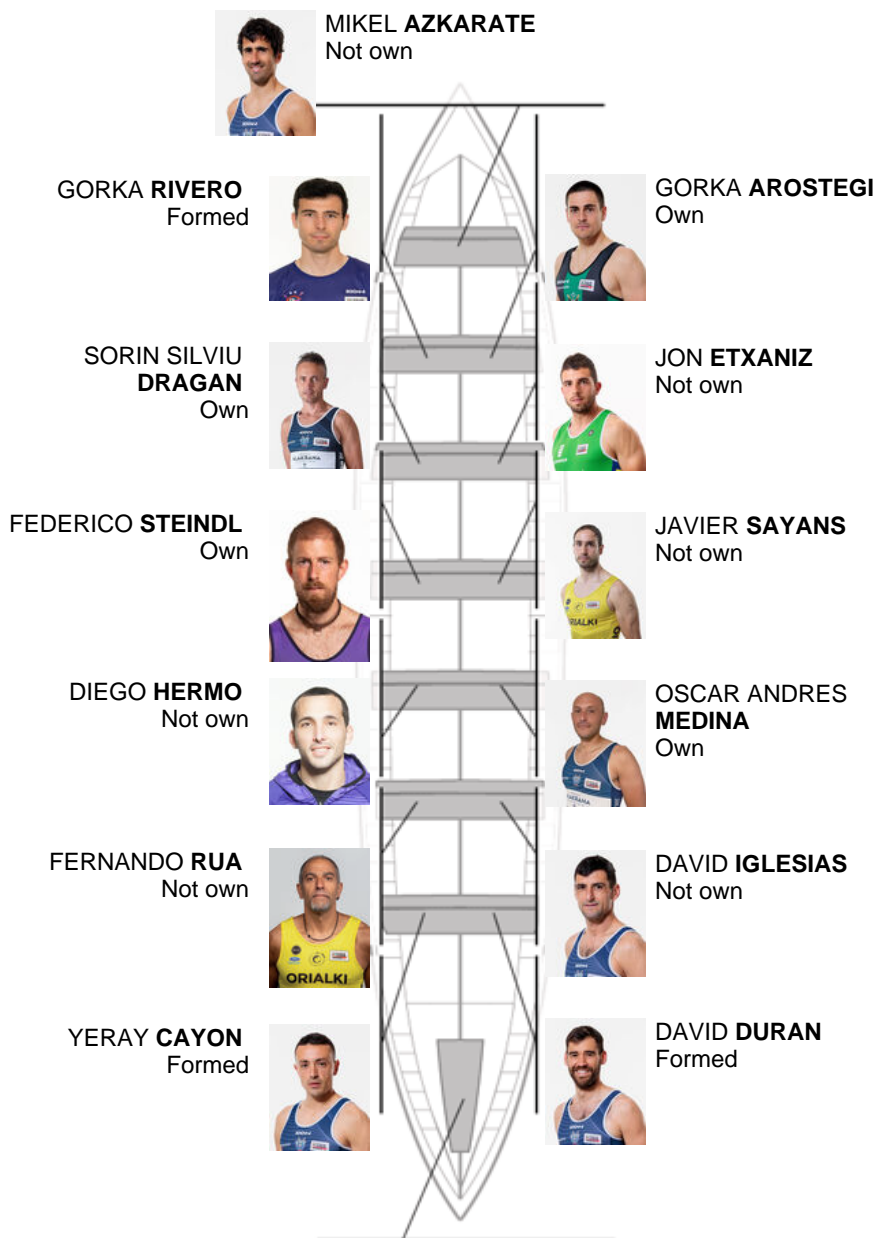 MIKEL AZKARATE
Not own
GORKA RIVERO
Formed
GORKA AROSTEGI
Own
SORIN SILVIU
DRAGAN
Own
JON ETXANIZ
Not own
FEDERICO STEINDL
Own
JAVIER SAYANS
Not own
DIEGO HERMO
Not own
OSCAR ANDRES
MEDINA
Own
FERNANDO RUA
Not own
ORIALKI
DAVID IGLESIAS
Not own
YERAY CAYON
Formed
DAVID DURAN
Formed